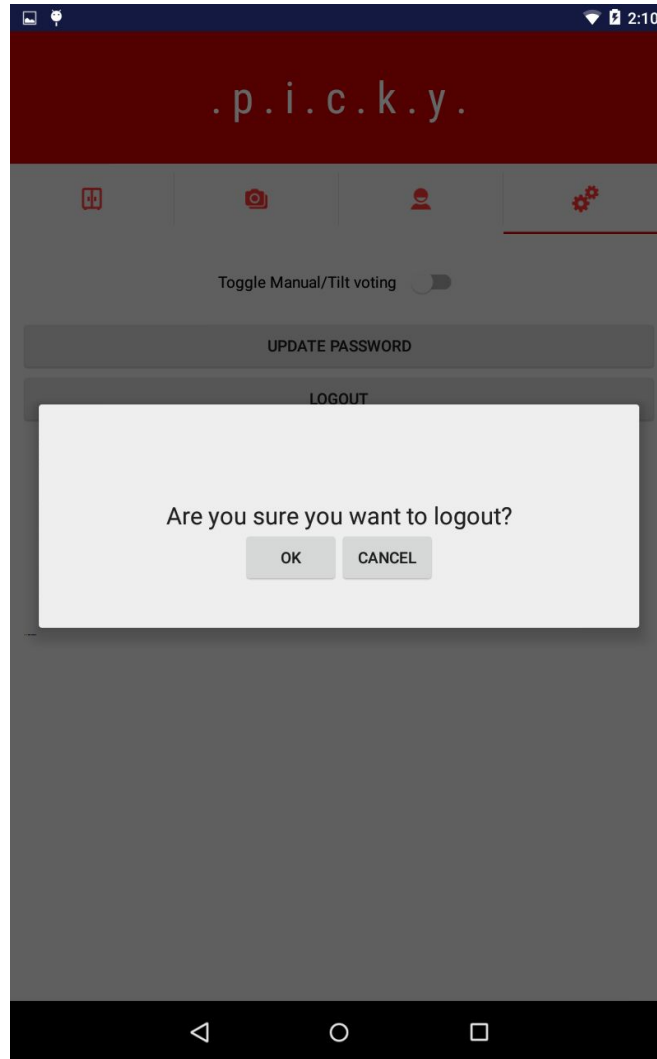 2:10
.p.i.c.k.y.
Toggle Manual/Tilt voting
UPDATE PASSWORD
LOGOUT
Are you sure you want to logout?
OK CANCEL